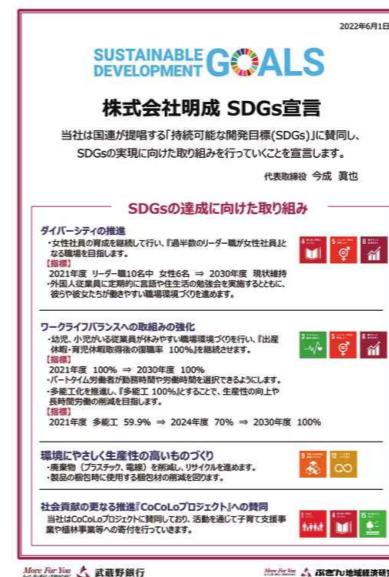 2022年6月1日
SUSTAINABLE
DEVELOPMENT GOALS
株式会社明成 SDGs宣言
当社は国連が提唱する「持続可能な開発目標(SDGs)」に賛同し、
SDGsの実現に向けた取り組みを行っていくことを宣言します。
代表取締役 今成 眞也
SDGsの達成に向けた取り組み
ダイバーシティの推進
・女性社員の育成を継続して行い、『過半数のリーダー職が女性社員』と
なる職場を目指します。
【指標】
2021年度 リーダー職10名中 女性6名 ⇒ 2030年度 現状維持
・外国人従業員に定期的に言語や住生活の勉強会を実施するとともに、
彼らや彼女たちが働きやすい職場環境づくりを進めます。
ワークライフバランスへの取組みの強化
・幼児、小児がいる従業員が休みやすい職場環境づくりを行い、『出産
休暇・育児休暇取得後の復職率 100%』を継続させます。
【指標】
2021年度 100% ⇒ 2030年度 100%
・パートタイム労働者が勤務時間や労働時間を選択できるようにします。
・多能工化を推進し、『多能工 100%』とすることで、生産性の向上や
長時間労働の削減を目指します。
【指標】
2021年度 多能工 59.9% ⇒ 2024年度 70% ⇒ 2030年度 100%
環境にやさしく生産性の高いものづくり
・廃棄物（プラスチック、電線）を削減し、リサイクルを進めます。
・製品の梱包時に使用する梱包材の削減を図ります。
社会貢献の更なる推進『CoCoLoプロジェクト』への賛同
当社はCoCoLoプロジェクトに賛同しており、活動を通じて子育て支援事
業や植林事業等への寄付を行っていきます。
More For You 武蔵野銀行
More For You ぶぎん地域経済研